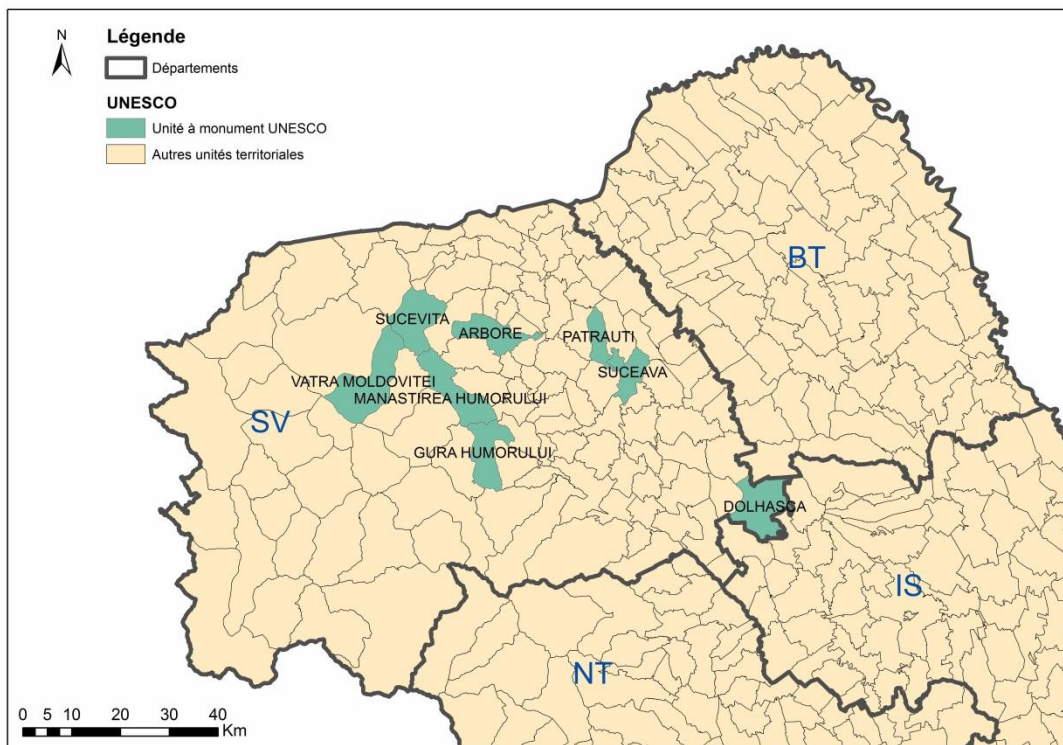 N
Légende
Départements
UNESCO
Unité à monument UNESCO
Autres unités territoriales
BT
SUCEVITA
ARBORE
PATRAUTI
SUCEAVA
VATRA MOLDOVITEI
MANASTIREA HUMORULUI
SV
GURA HUMORULUI
DOLHASCA
IS
NT
0 5 10 20 30 40
Km